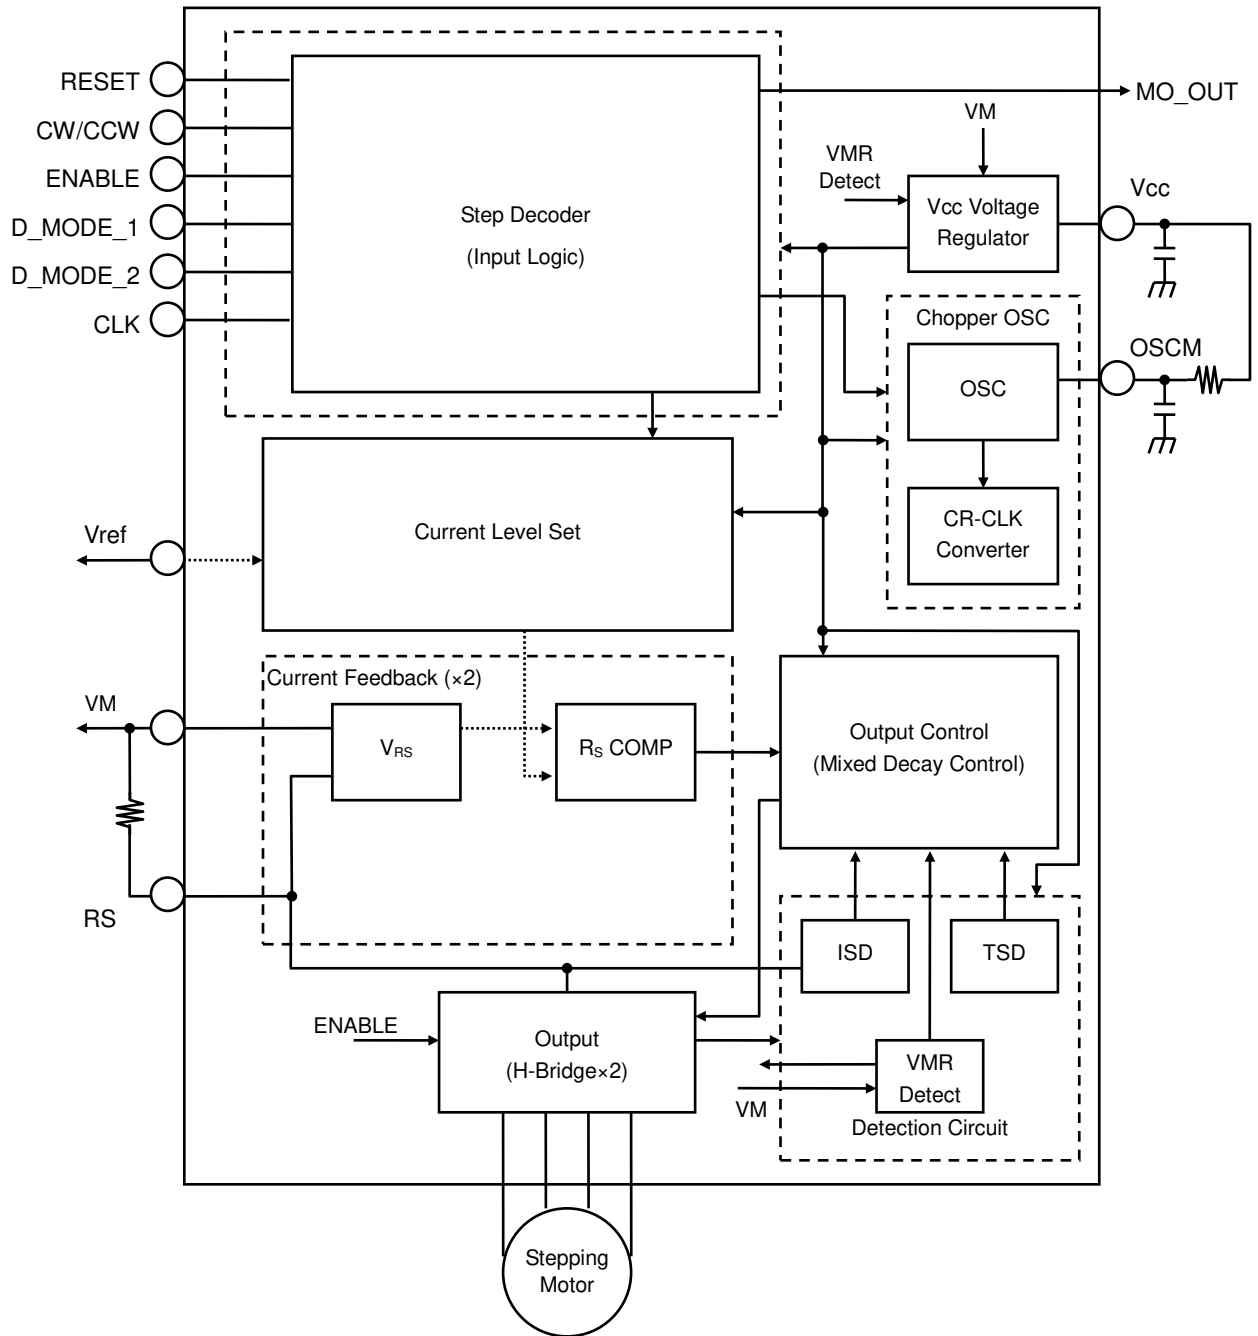 RESET
CW/CCW
ENABLE
D_MODE_1
D_MODE_2
CLK
Step Decoder
(Input Logic)
MO_OUT
VM
VMR
Detect
Vcc Voltage
Regulator
Vcc
Chopper OSC
OSC
OSCM
CR-CLK
Converter
Vref
Current Level Set
Current Feedback (×2)
VM
VRS
RS COMP
Output Control
(Mixed Decay Control)
RS
ISD
TSD
ENABLE
Output
(H-Bridge×2)
VMR
Detect
VM
Detection Circuit
Stepping
Motor